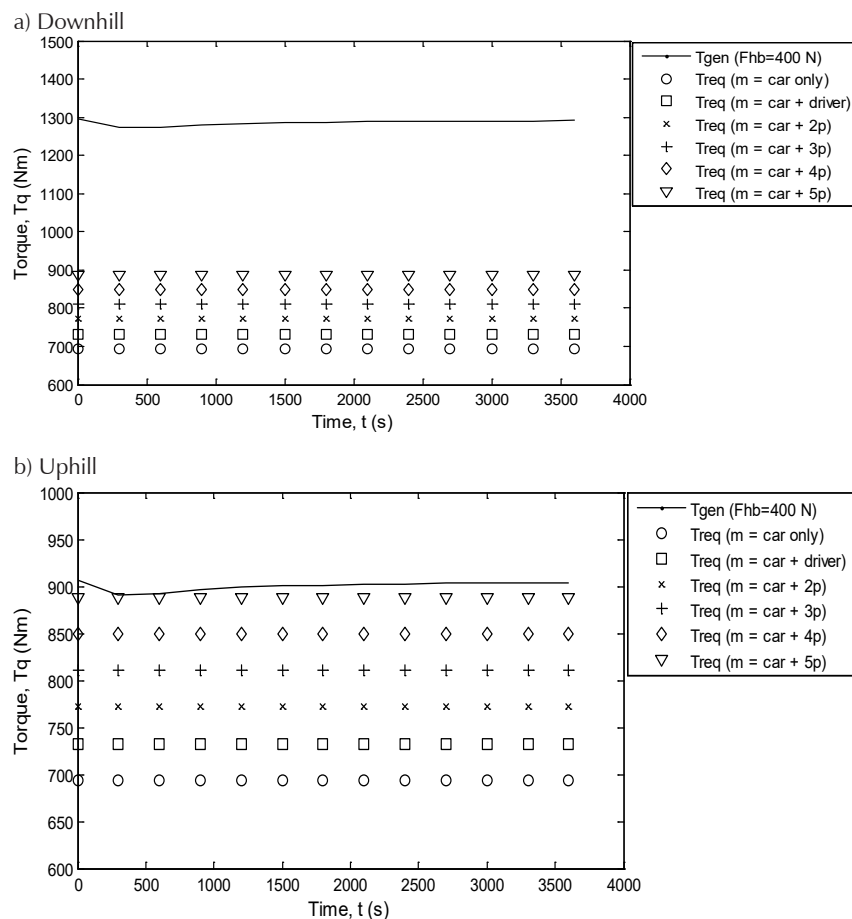 a) Downhill
1500
1400
1300
1200
1100
1000
900
800
700
600
Torque, Tq (Nm)
0 500 1000 1500 2000 2500 3000 3500 4000
Time, t (s)
Tgen (Fhb=400 N)
Treq (m = car only)
Treq (m = car + driver)
Treq (m = car + 2p)
Treq (m = car + 3p)
Treq (m = car + 4p)
Treq (m = car + 5p)
b) Uphill
1000
950
900
850
800
750
700
650
600
Torque, Tq (Nm)
0 500 1000 1500 2000 2500 3000 3500 4000
Time, t (s)
Tgen (Fhb=400 N)
Treq (m = car only)
Treq (m = car + driver)
Treq (m = car + 2p)
Treq (m = car + 3p)
Treq (m = car + 4p)
Treq (m = car + 5p)